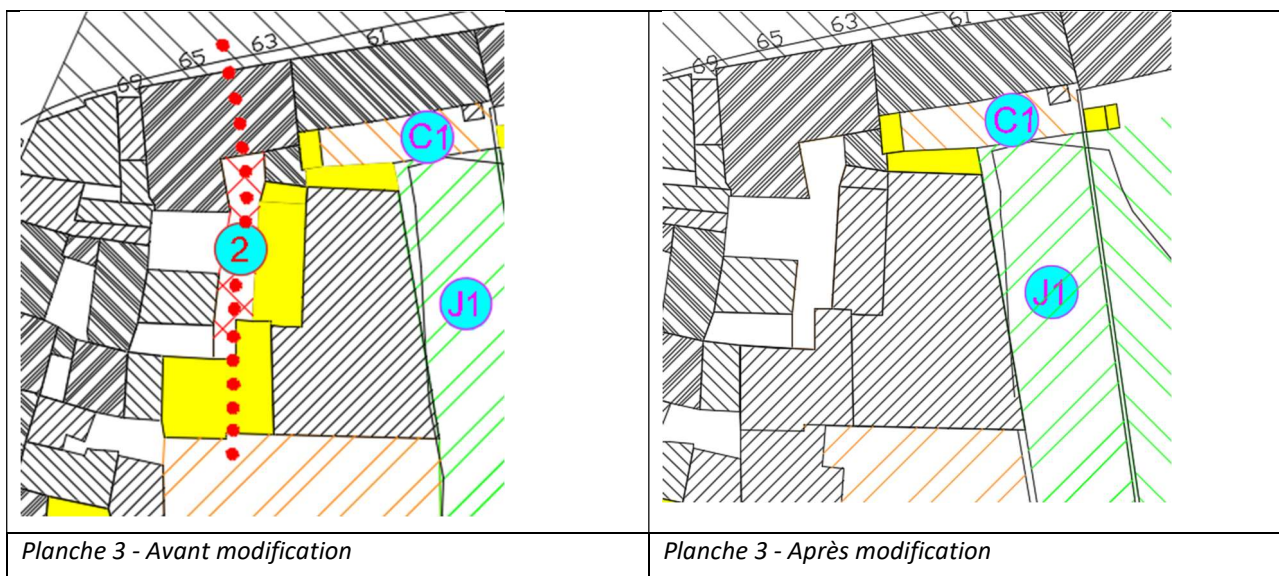 61
63
65
69
C1
2
J1
61
63
65
69
C1
J1
Planche 3 - Avant modification
Planche 3 - Après modification